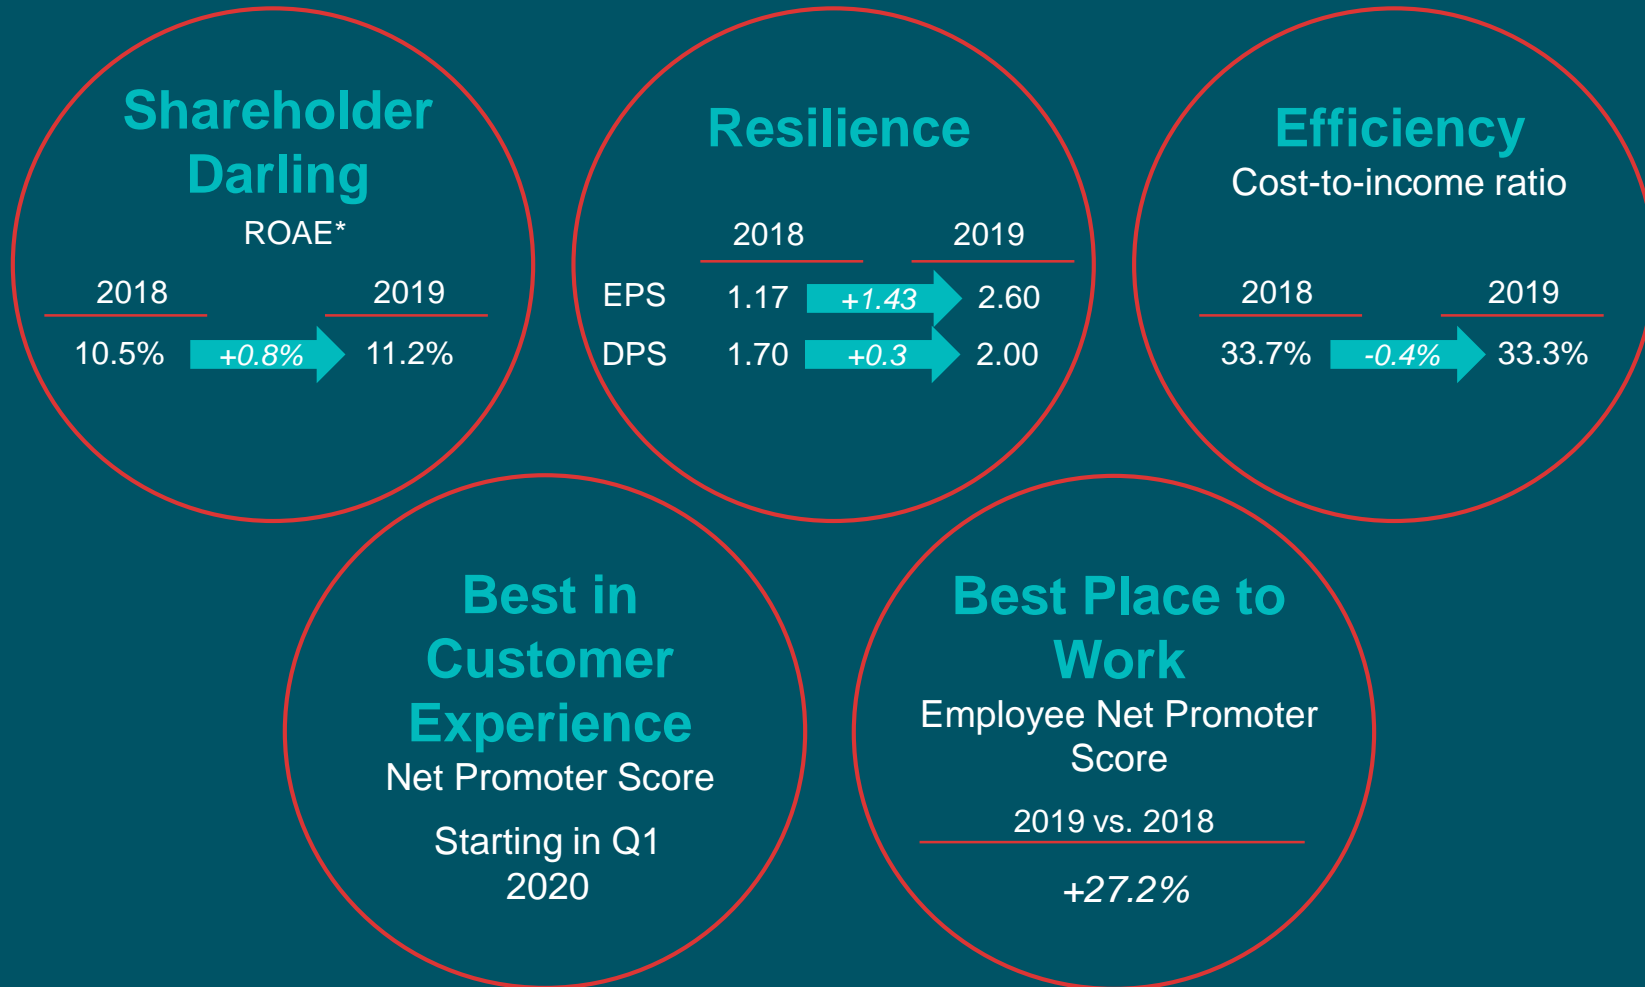 Shareholder
Darling
ROAE*
2018 2019
10.5% +0.8% 11.2%
Resilience
2018 2019
EPS 1.17 +1.43 2.60
DPS 1.70 +0.3 2.00
Efficiency
Cost-to-income ratio
2018 2019
33.7% -0.4% 33.3%
Best in
Customer
Experience
Net Promoter Score
Starting in Q1
2020
Best Place to
Work
Employee Net Promoter
Score
2019 vs. 2018
+27.2%